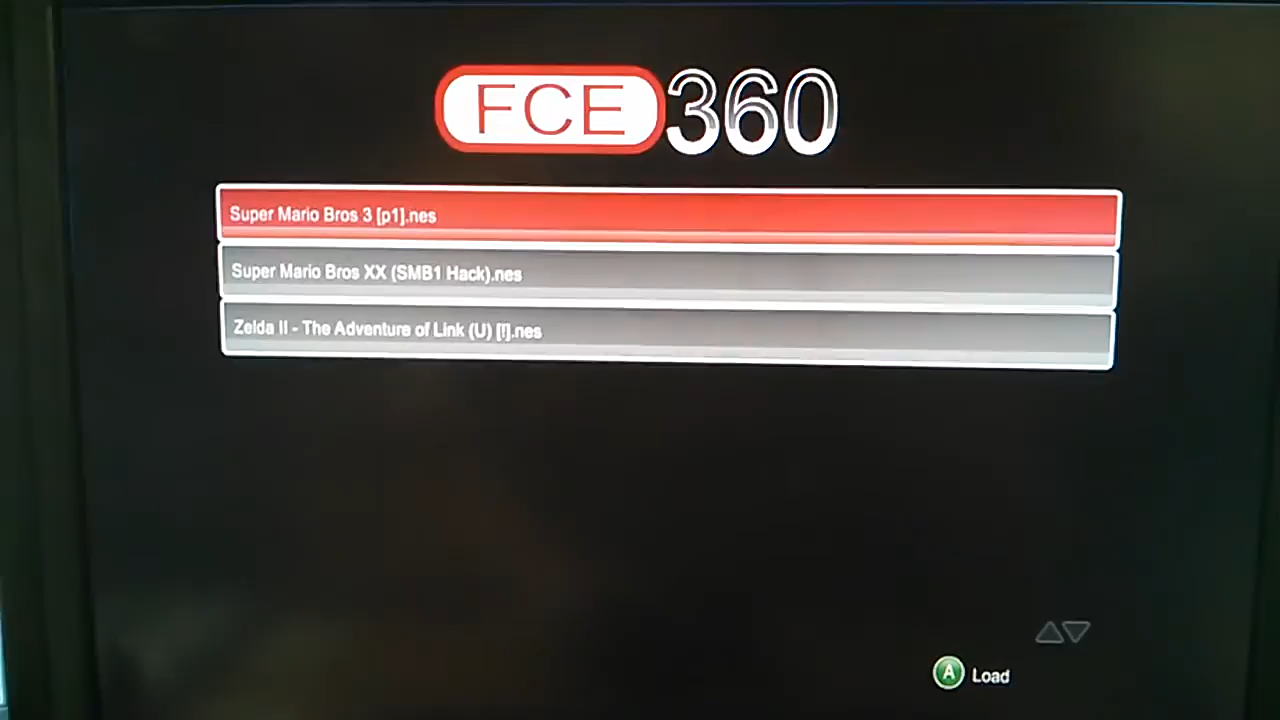 FCE360
Super Mario Bros 3 [p1].nes
Super Mario Bros XX (SMB1 Hack).nes
Zelda II - The Adventure of Link (U) [!].nes
A Load